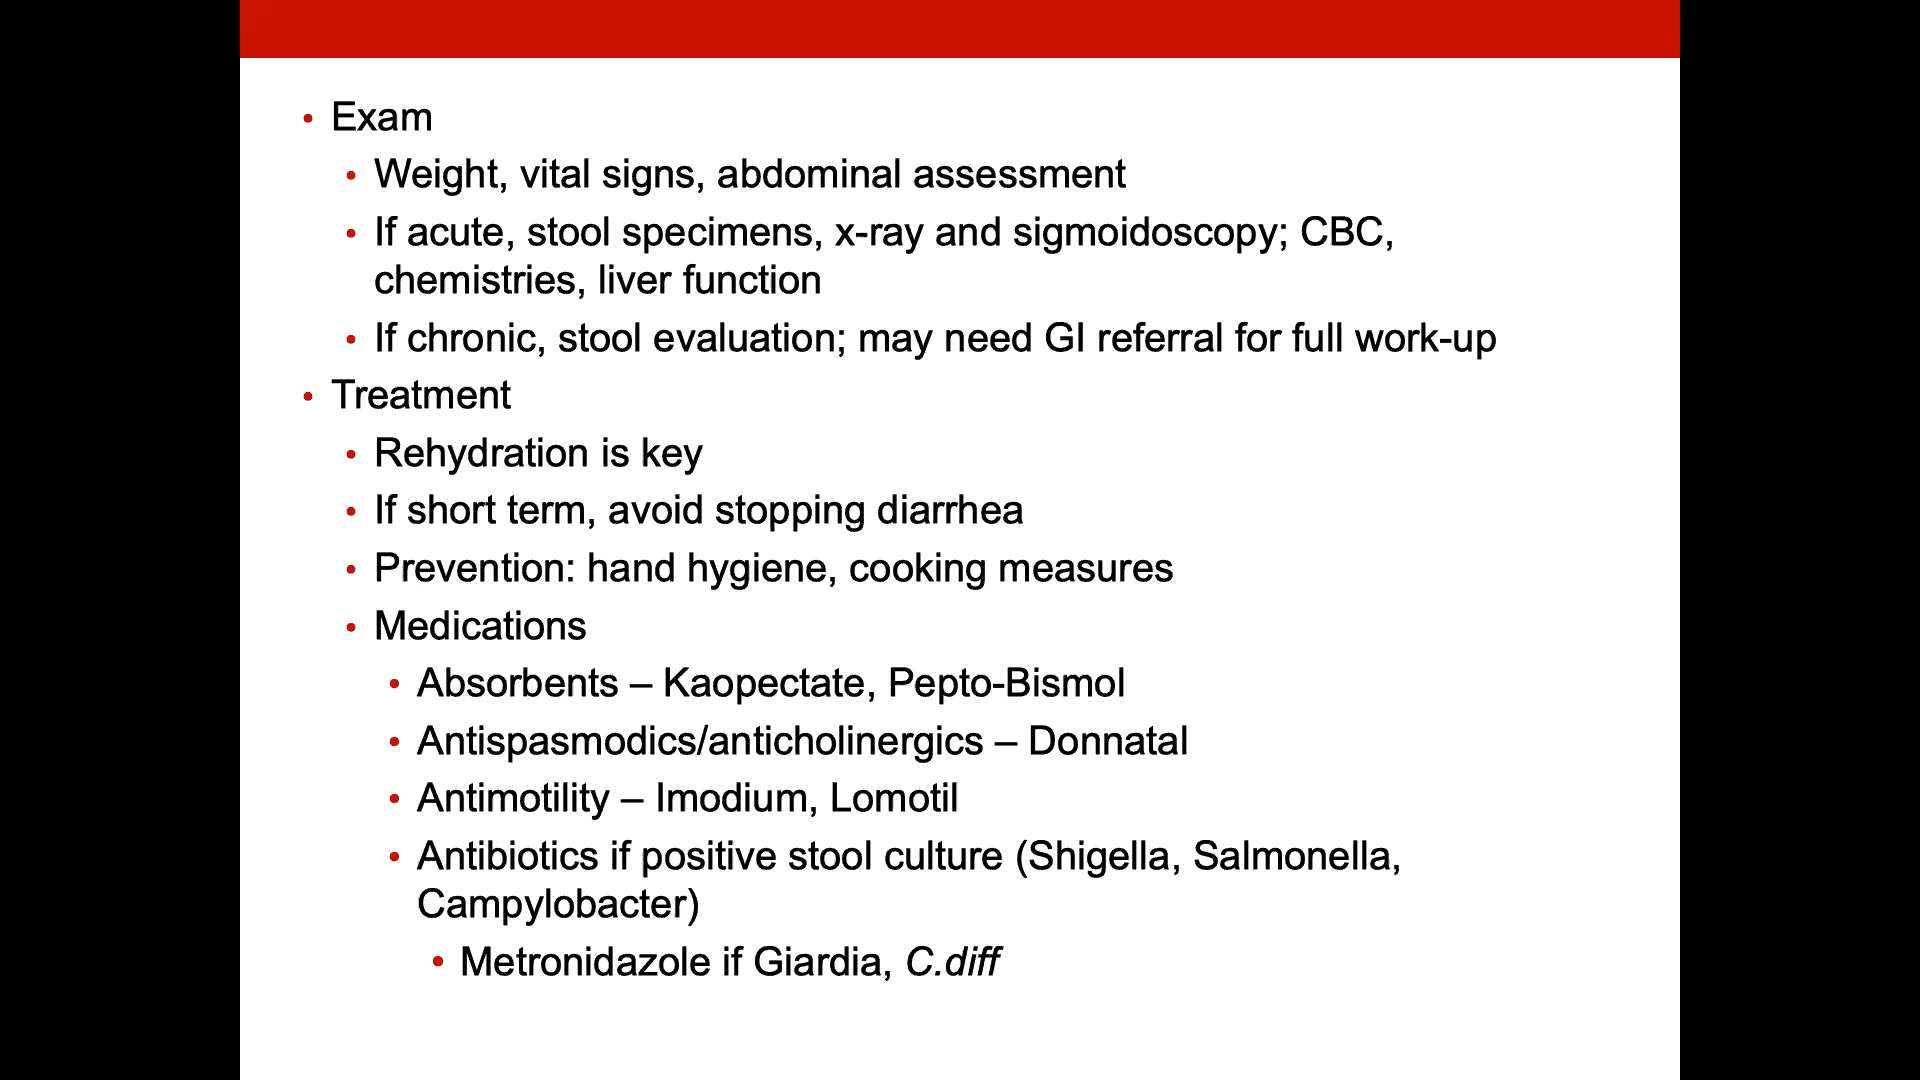 • Exam
• Weight, vital signs, abdominal assessment
• If acute, stool specimens, x-ray and sigmoidoscopy; CBC,
chemistries, liver function
• If chronic, stool evaluation; may need GI referral for full work-up
• Treatment
• Rehydration is key
• If short term, avoid stopping diarrhea
• Prevention: hand hygiene, cooking measures
• Medications
• Absorbents – Kaopectate, Pepto-Bismol
• Antispasmodics/anticholinergics – Donnatal
• Antimotility – Imodium, Lomotil
• Antibiotics if positive stool culture (Shigella, Salmonella,
Campylobacter)
• Metronidazole if Giardia, C.diff